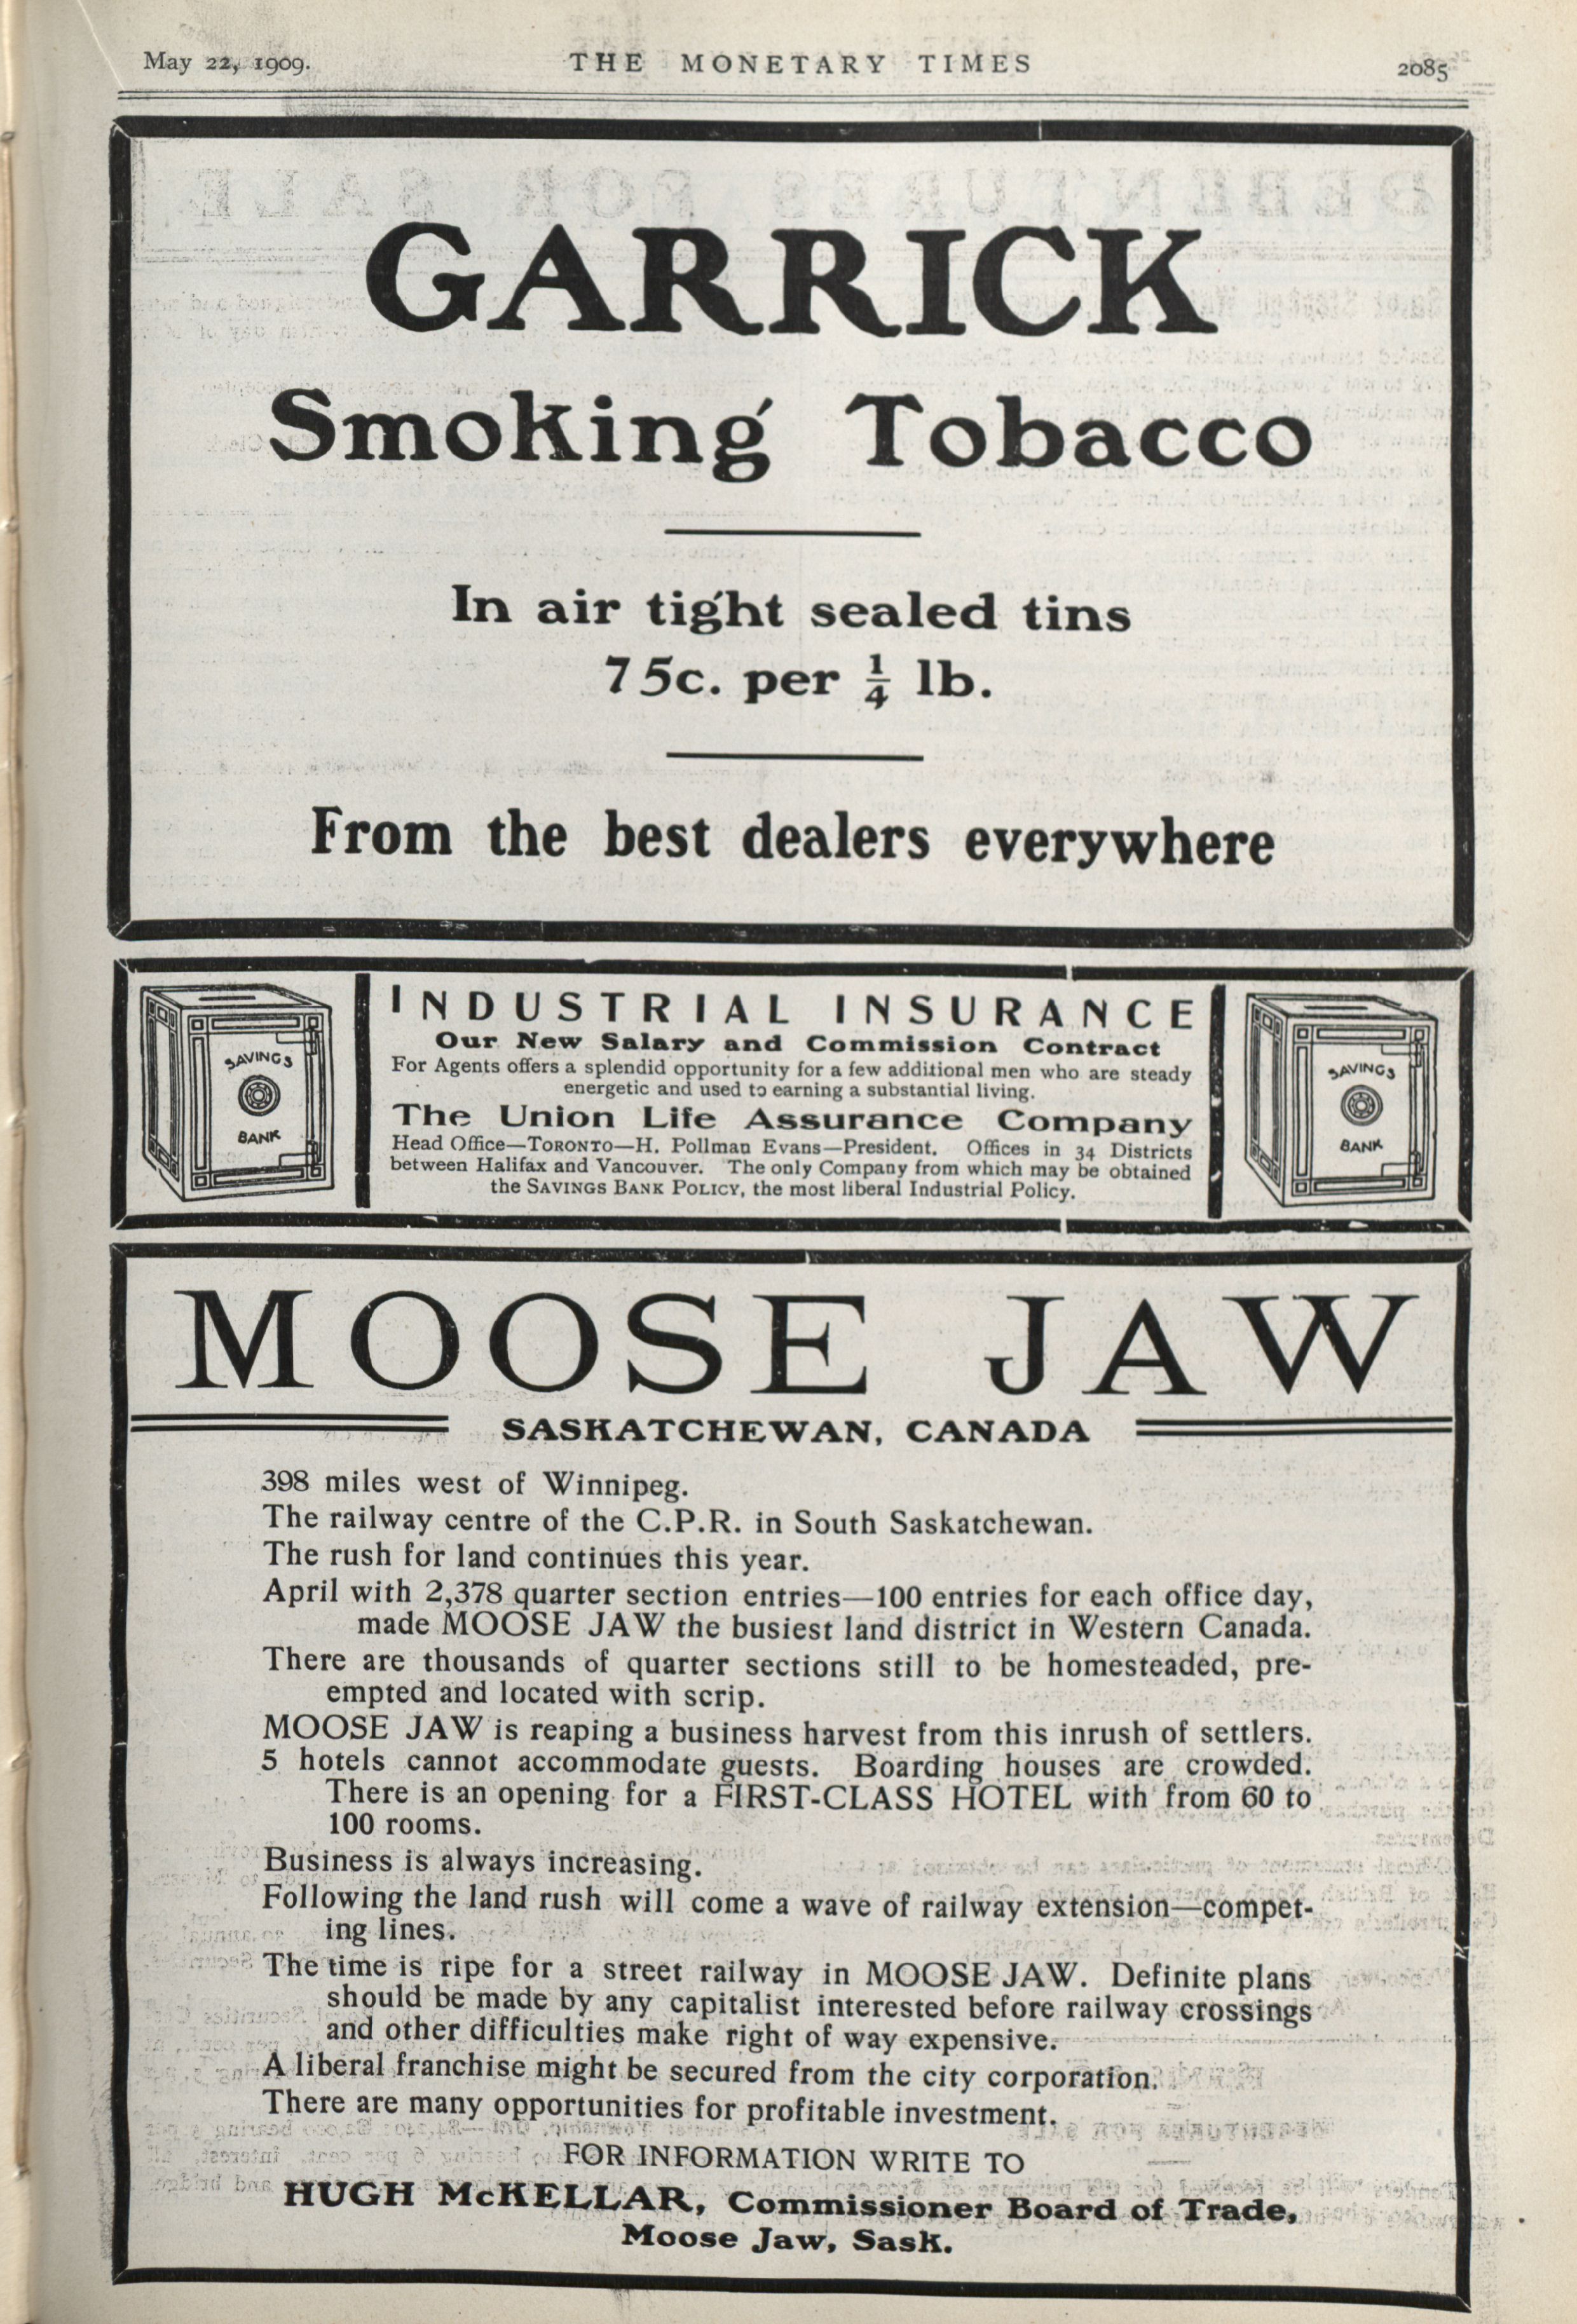 May 22, 1909.
THE MONETARY TIMES
2085
GARRICK
Smoking Tobacco
In air tight sealed tins
75c. per ¼ lb.
From the best dealers everywhere
SAVINGS
BANK
INDUSTRIAL INSURANCE
Our New Salary and Commission Contract
For Agents offers a splendid opportunity for a few additional men who are steady
energetic and used to earning a substantial living.
The Union Life Assurance Company
Head Office—TORONTO—H. Pollman Evans—President. Offices in 34 Districts
between Halifax and Vancouver. The only Company from which may be obtained
the SAVINGS BANK POLICY, the most liberal Industrial Policy.
SAVINGS
BANK
MOOSE JAW
SASKATCHEWAN, CANADA
398 miles west of Winnipeg.
The railway centre of the C.P.R. in South Saskatchewan.
The rush for land continues this year.
April with 2,378 quarter section entries—100 entries for each office day,
made MOOSE JAW the busiest land district in Western Canada.
There are thousands of quarter sections still to be homesteaded, pre-
empted and located with scrip.
MOOSE JAW is reaping a business harvest from this inrush of settlers.
5 hotels cannot accommodate guests. Boarding houses are crowded.
There is an opening for a FIRST-CLASS HOTEL with from 60 to
100 rooms.
Business is always increasing.
Following the land rush will come a wave of railway extension—compet-
ing lines.
The time is ripe for a street railway in MOOSE JAW. Definite plans
should be made by any capitalist interested before railway crossings
and other difficulties make right of way expensive.
A liberal franchise might be secured from the city corporation.
There are many opportunities for profitable investment.
FOR INFORMATION WRITE TO
HUGH McKELLAR, Commissioner Board of Trade,
Moose Jaw, Sask.